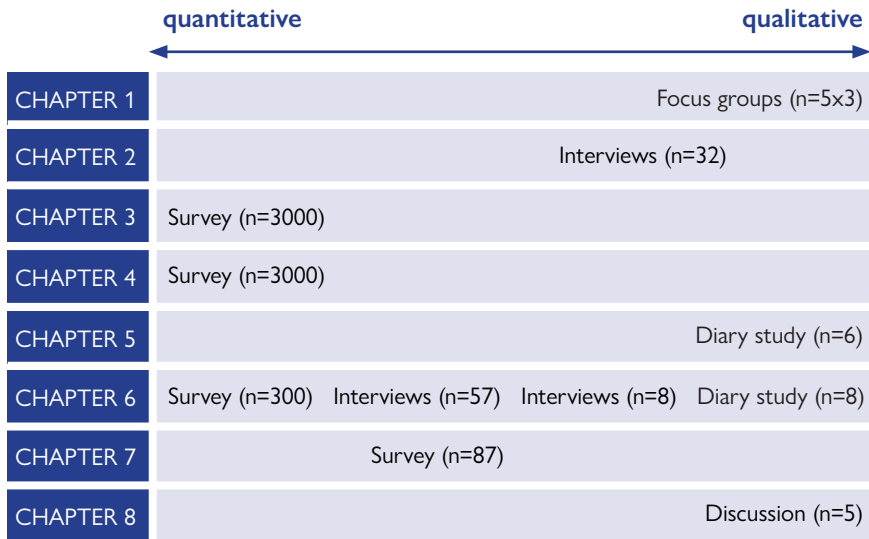 quantitative qualitative
CHAPTER 1 Focus groups (n=5x3)
CHAPTER 2 Interviews (n=32)
CHAPTER 3 Survey (n=3000)
CHAPTER 4 Survey (n=3000)
CHAPTER 5 Diary study (n=6)
CHAPTER 6 Survey (n=300) Interviews (n=57) Interviews (n=8) Diary study (n=8)
CHAPTER 7 Survey (n=87)
CHAPTER 8 Discussion (n=5)